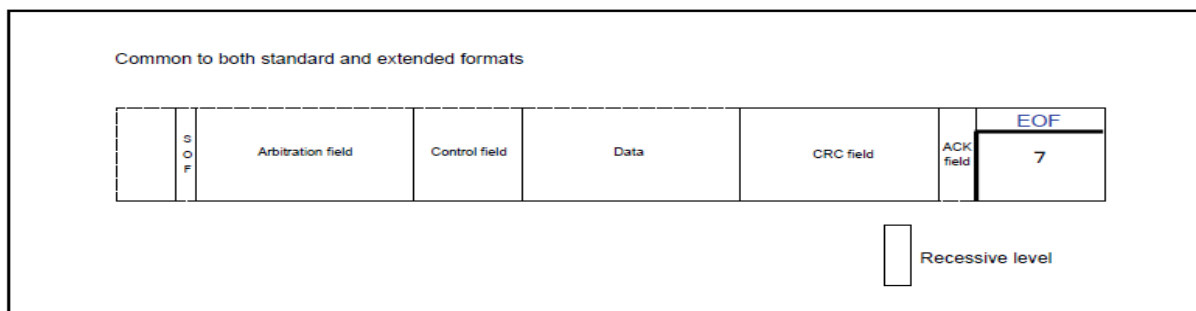 Common to both standard and extended formats
SOF
Arbitration field
Control field
Data
CRC field
ACK field
EOF
7
Recessive level